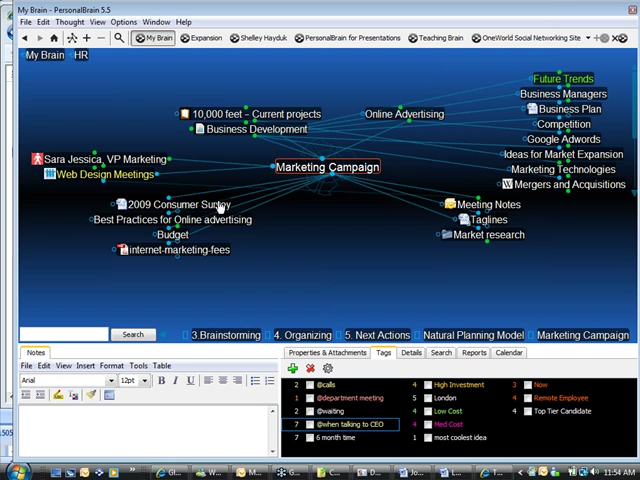 My Brain - PersonalBrain 5.5
File Edit Thought View Options My Brain Help
My Brain Expansion Shelley Hayduk PersonalBrain for Presentations Teaching Brain OneWorld Social Networking Site
My Brain HR
Future Trends
Business Managers
Business Plan
Competition
Google Adwords
Ideas for Market Expansion
Marketing Technologies
Mergers and Acquisitions
10,000 feet - Current projects
Business Development
Online Advertising
Sara Jessica, VP Marketing
Web Design Meetings
Marketing Campaign
2009 Consumer Survey
Best Practices for Online advertising
Budget
internet-marketing-fees
Meeting Notes
Taglines
Market research
Search 3.Brainstorming 4. Organizing 5. Next Actions Natural Planning Model Marketing Campaign
Notes
File Edit View Insert Format Tools Table
Arial 12pt B I U
Properties & Attachments Tags Details Search Reports Calendar
2 @calls 4 High Investment 3 Now
1 @department meeting 5 London 4 Remote Employee
2 @waiting 4 Low Cost 4 Top Tier Candidate
7 @when talking to CEO 4 Med Cost
7 6 month time 1 most coolest idea
1505
11:54 AM